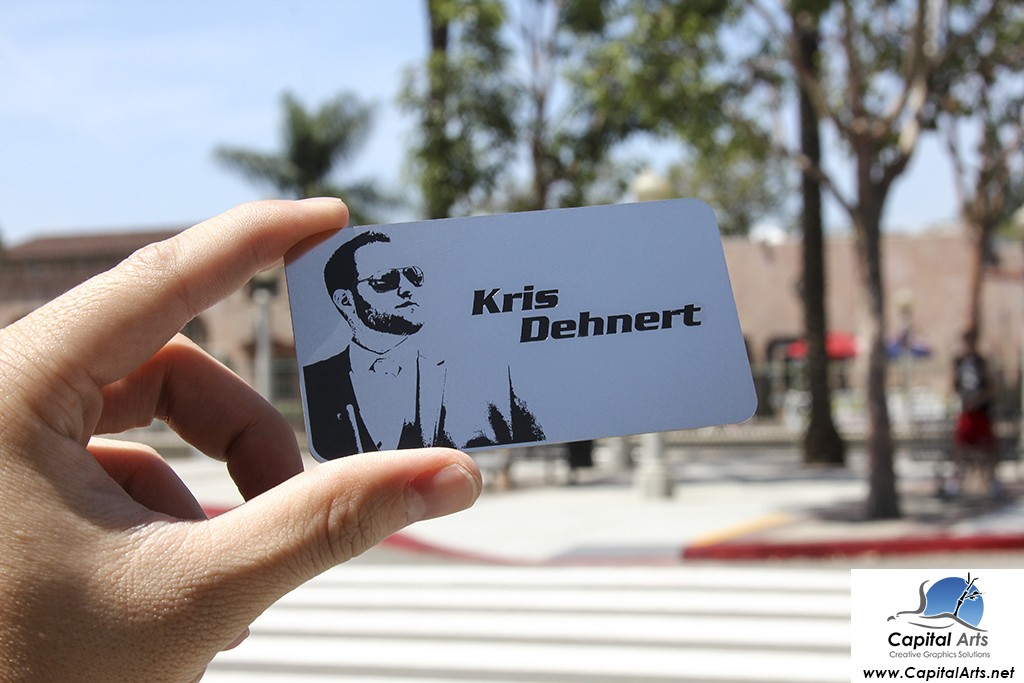 Kris
Dehnert
Capital Arts
Creative Graphics Solutions
www.CapitalArts.net